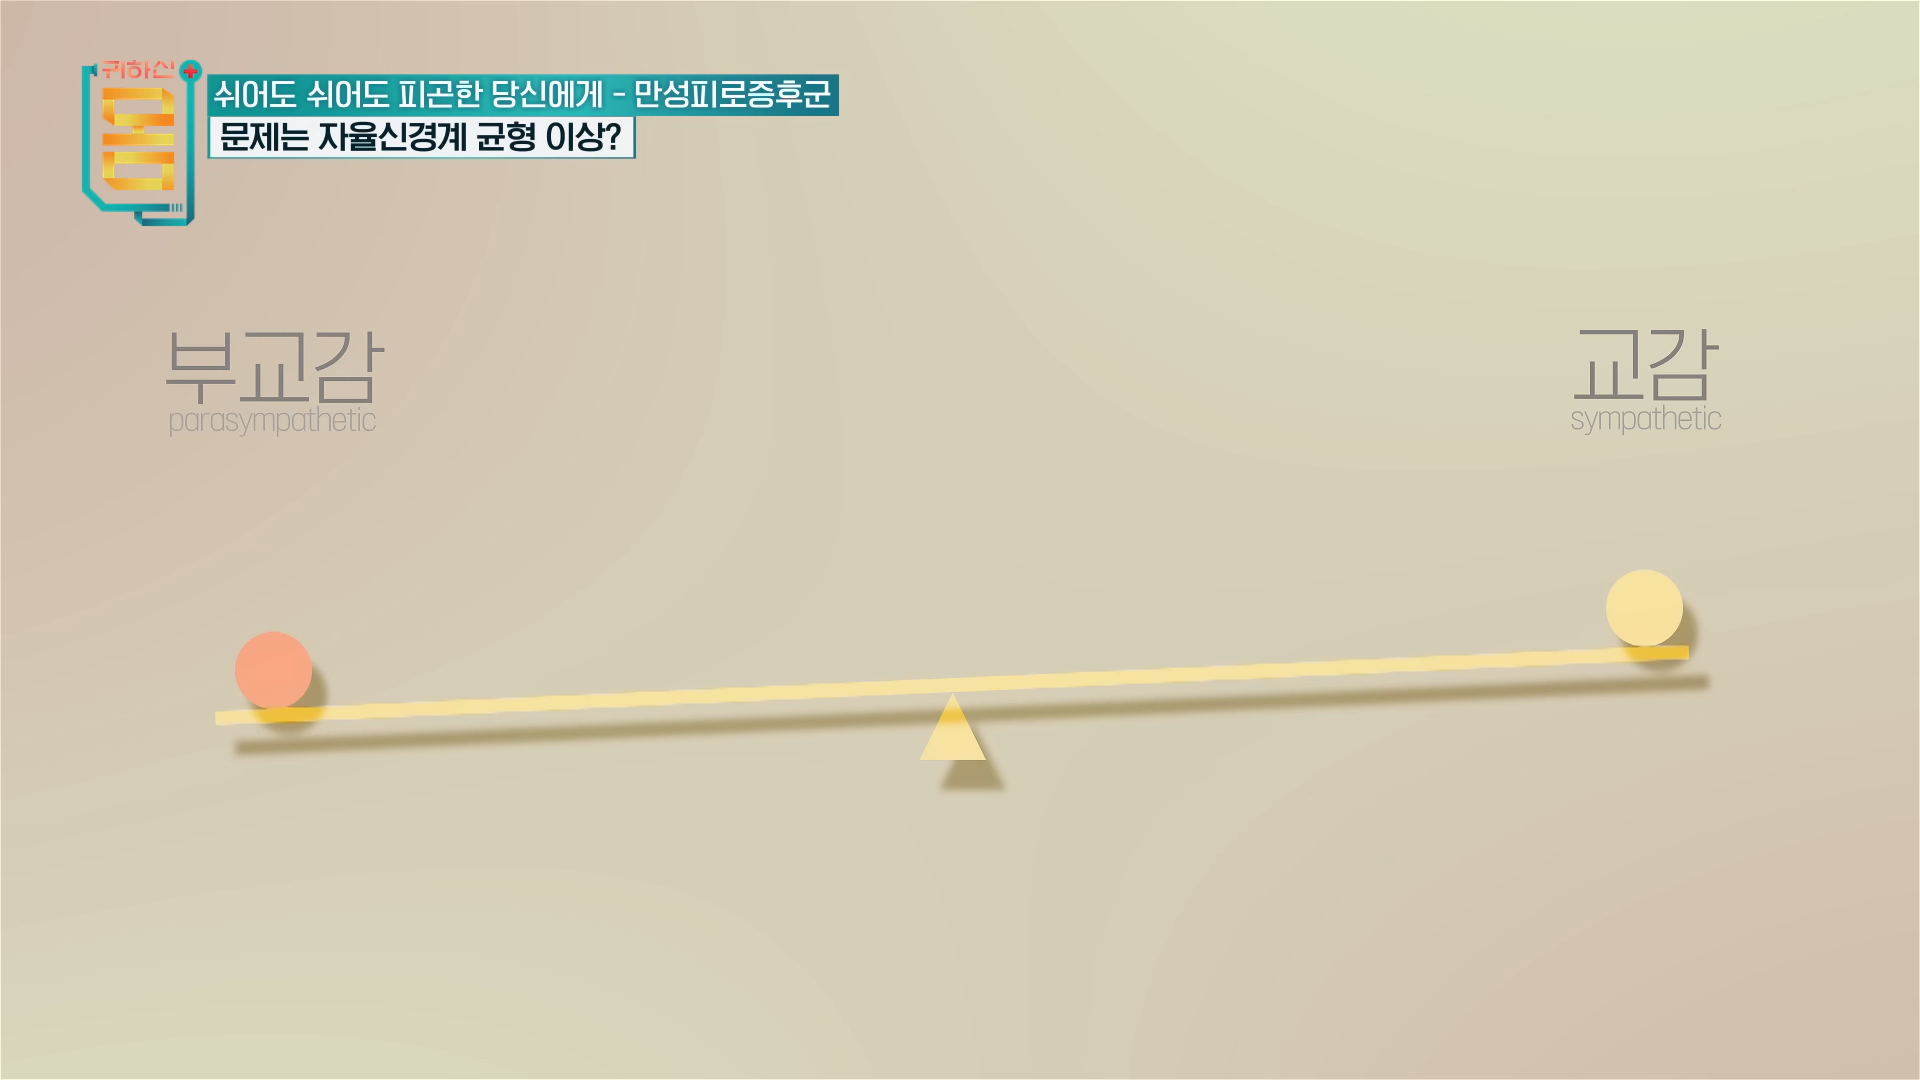 귀하신
몸
쉬어도 쉬어도 피곤한 당신에게 - 만성피로증후군
문제는 자율신경계 균형 이상?
부교감
parasympathetic
교감
sympathetic